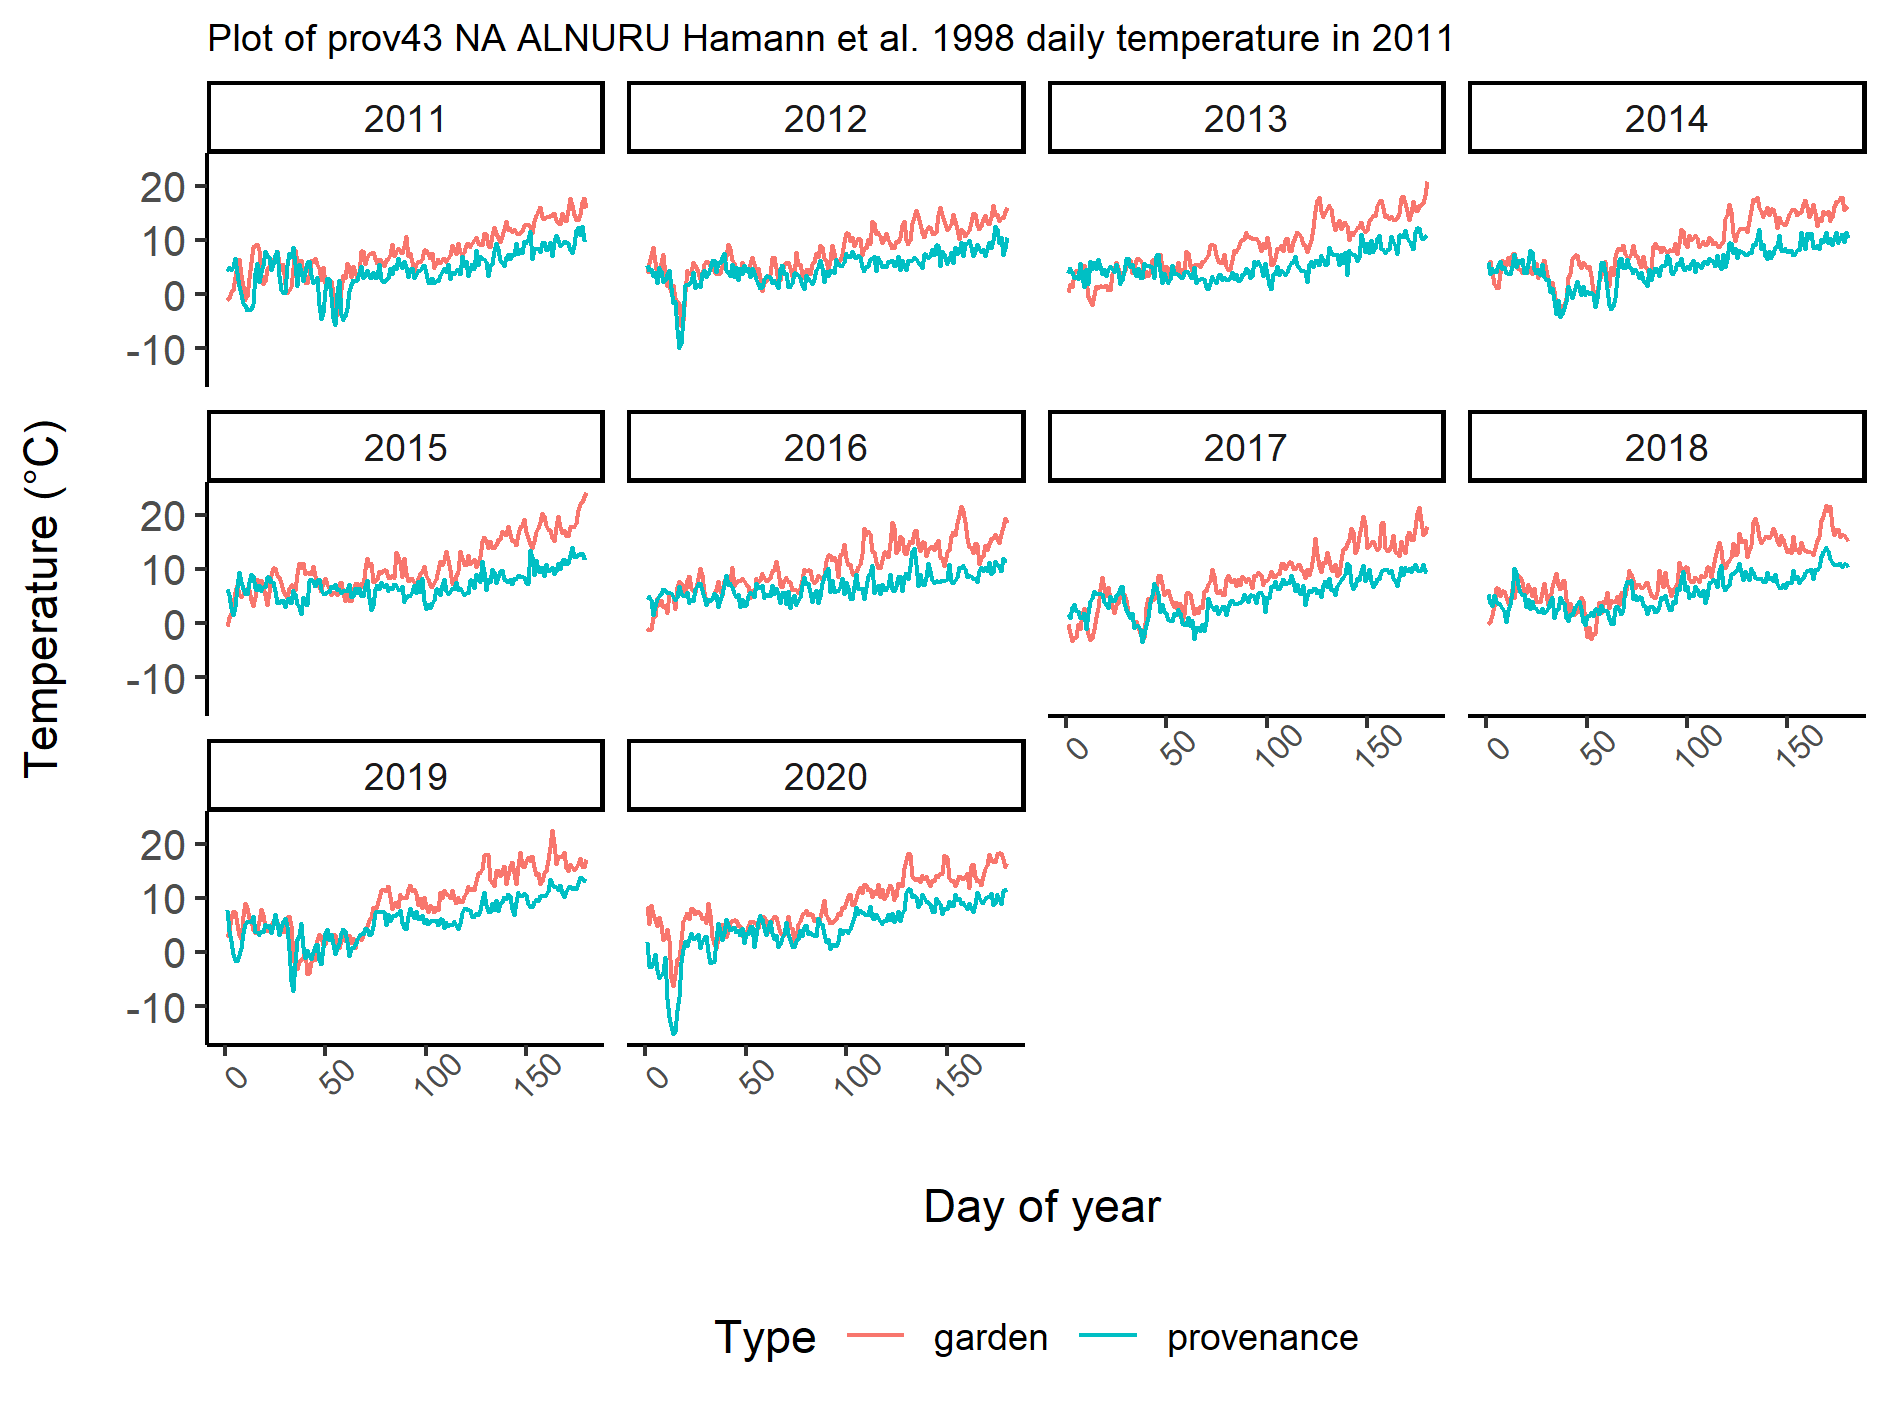 Plot of prov43 NA ALNURU Hamann et al. 1998 daily temperature in 2011
2011 2012 2013 2014
20
10
0
-10
2015 2016 2017 2018
20
10
0
-10
0 50 100 150 0 50 100 150
2019 2020
20
10
0
-10
0 50 100 150 0 50 100 150
Temperature (°C)
Day of year
Type garden provenance